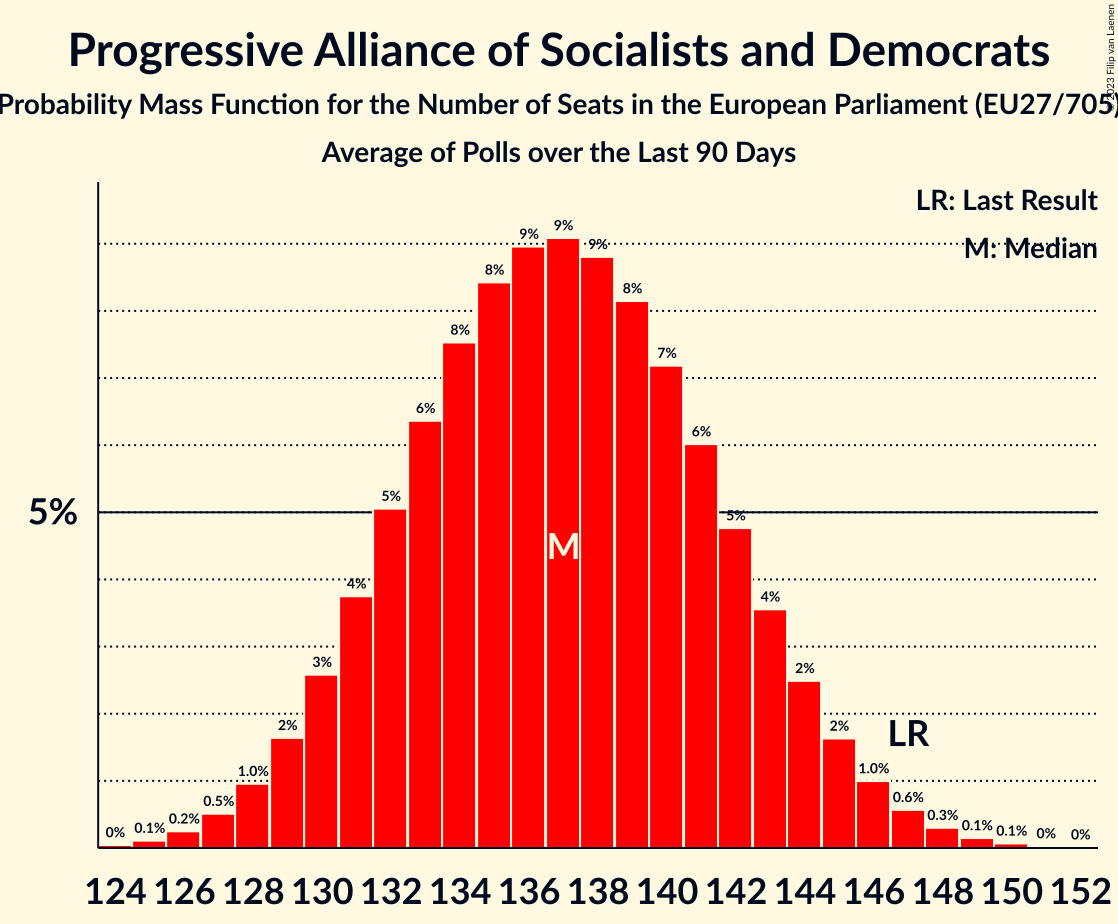 Progressive Alliance of Socialists and Democrats
Probability Mass Function for the Number of Seats in the European Parliament (EU27/705)
Average of Polls over the Last 90 Days
© 2023 Filip van Laenen
LR: Last Result
M: Median
5%
0% 0.1% 0.2% 0.5% 1.0% 2% 3% 4% 5% 6% 8% 8% 9% 9% 9% 8% 7% 6% 5% 4% 2% 2% 1.0% 0.6% 0.3% 0.1% 0.1% 0% 0%
M
LR
124 126 128 130 132 134 136 138 140 142 144 146 148 150 152